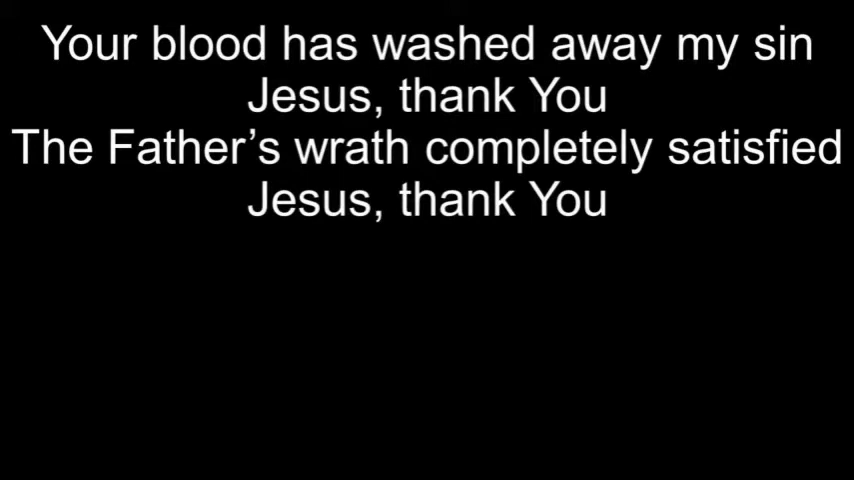 Your blood has washed away my sin
Jesus, thank You
The Father’s wrath completely satisfied
Jesus, thank You